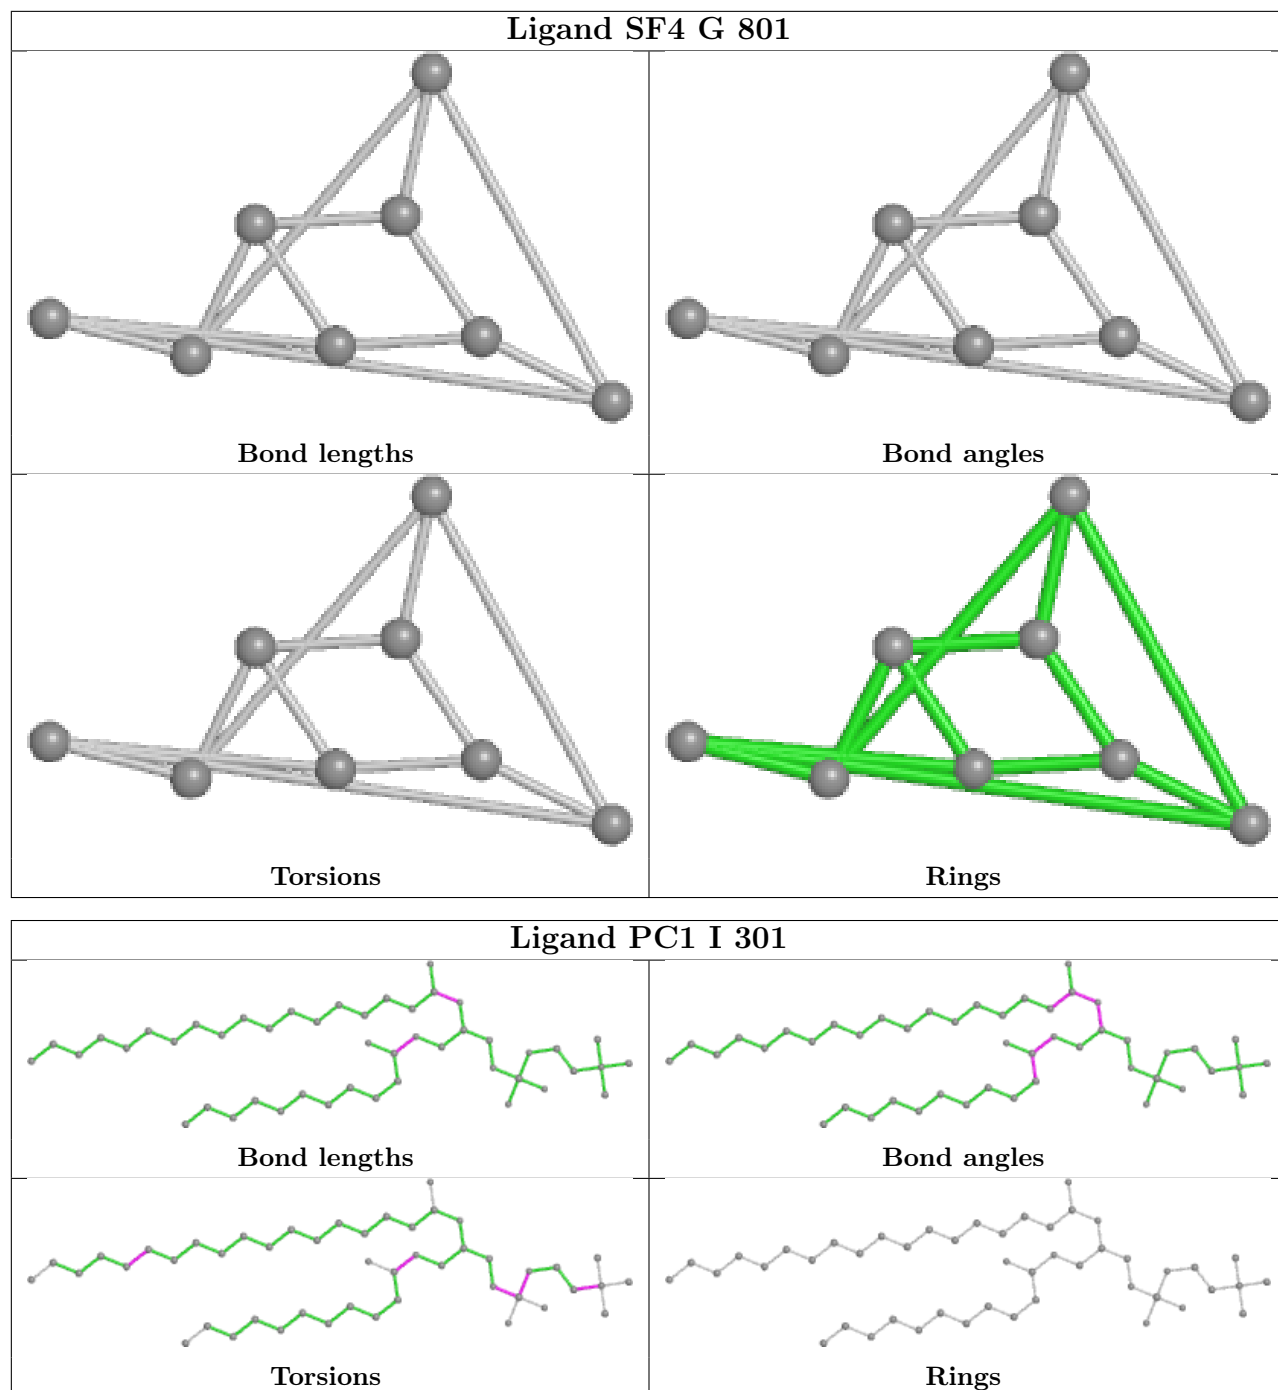 Ligand SF4 G 801
Bond lengths
Bond angles
Torsions
Rings
Ligand PC1 I 301
Bond lengths
Bond angles
Torsions
Rings